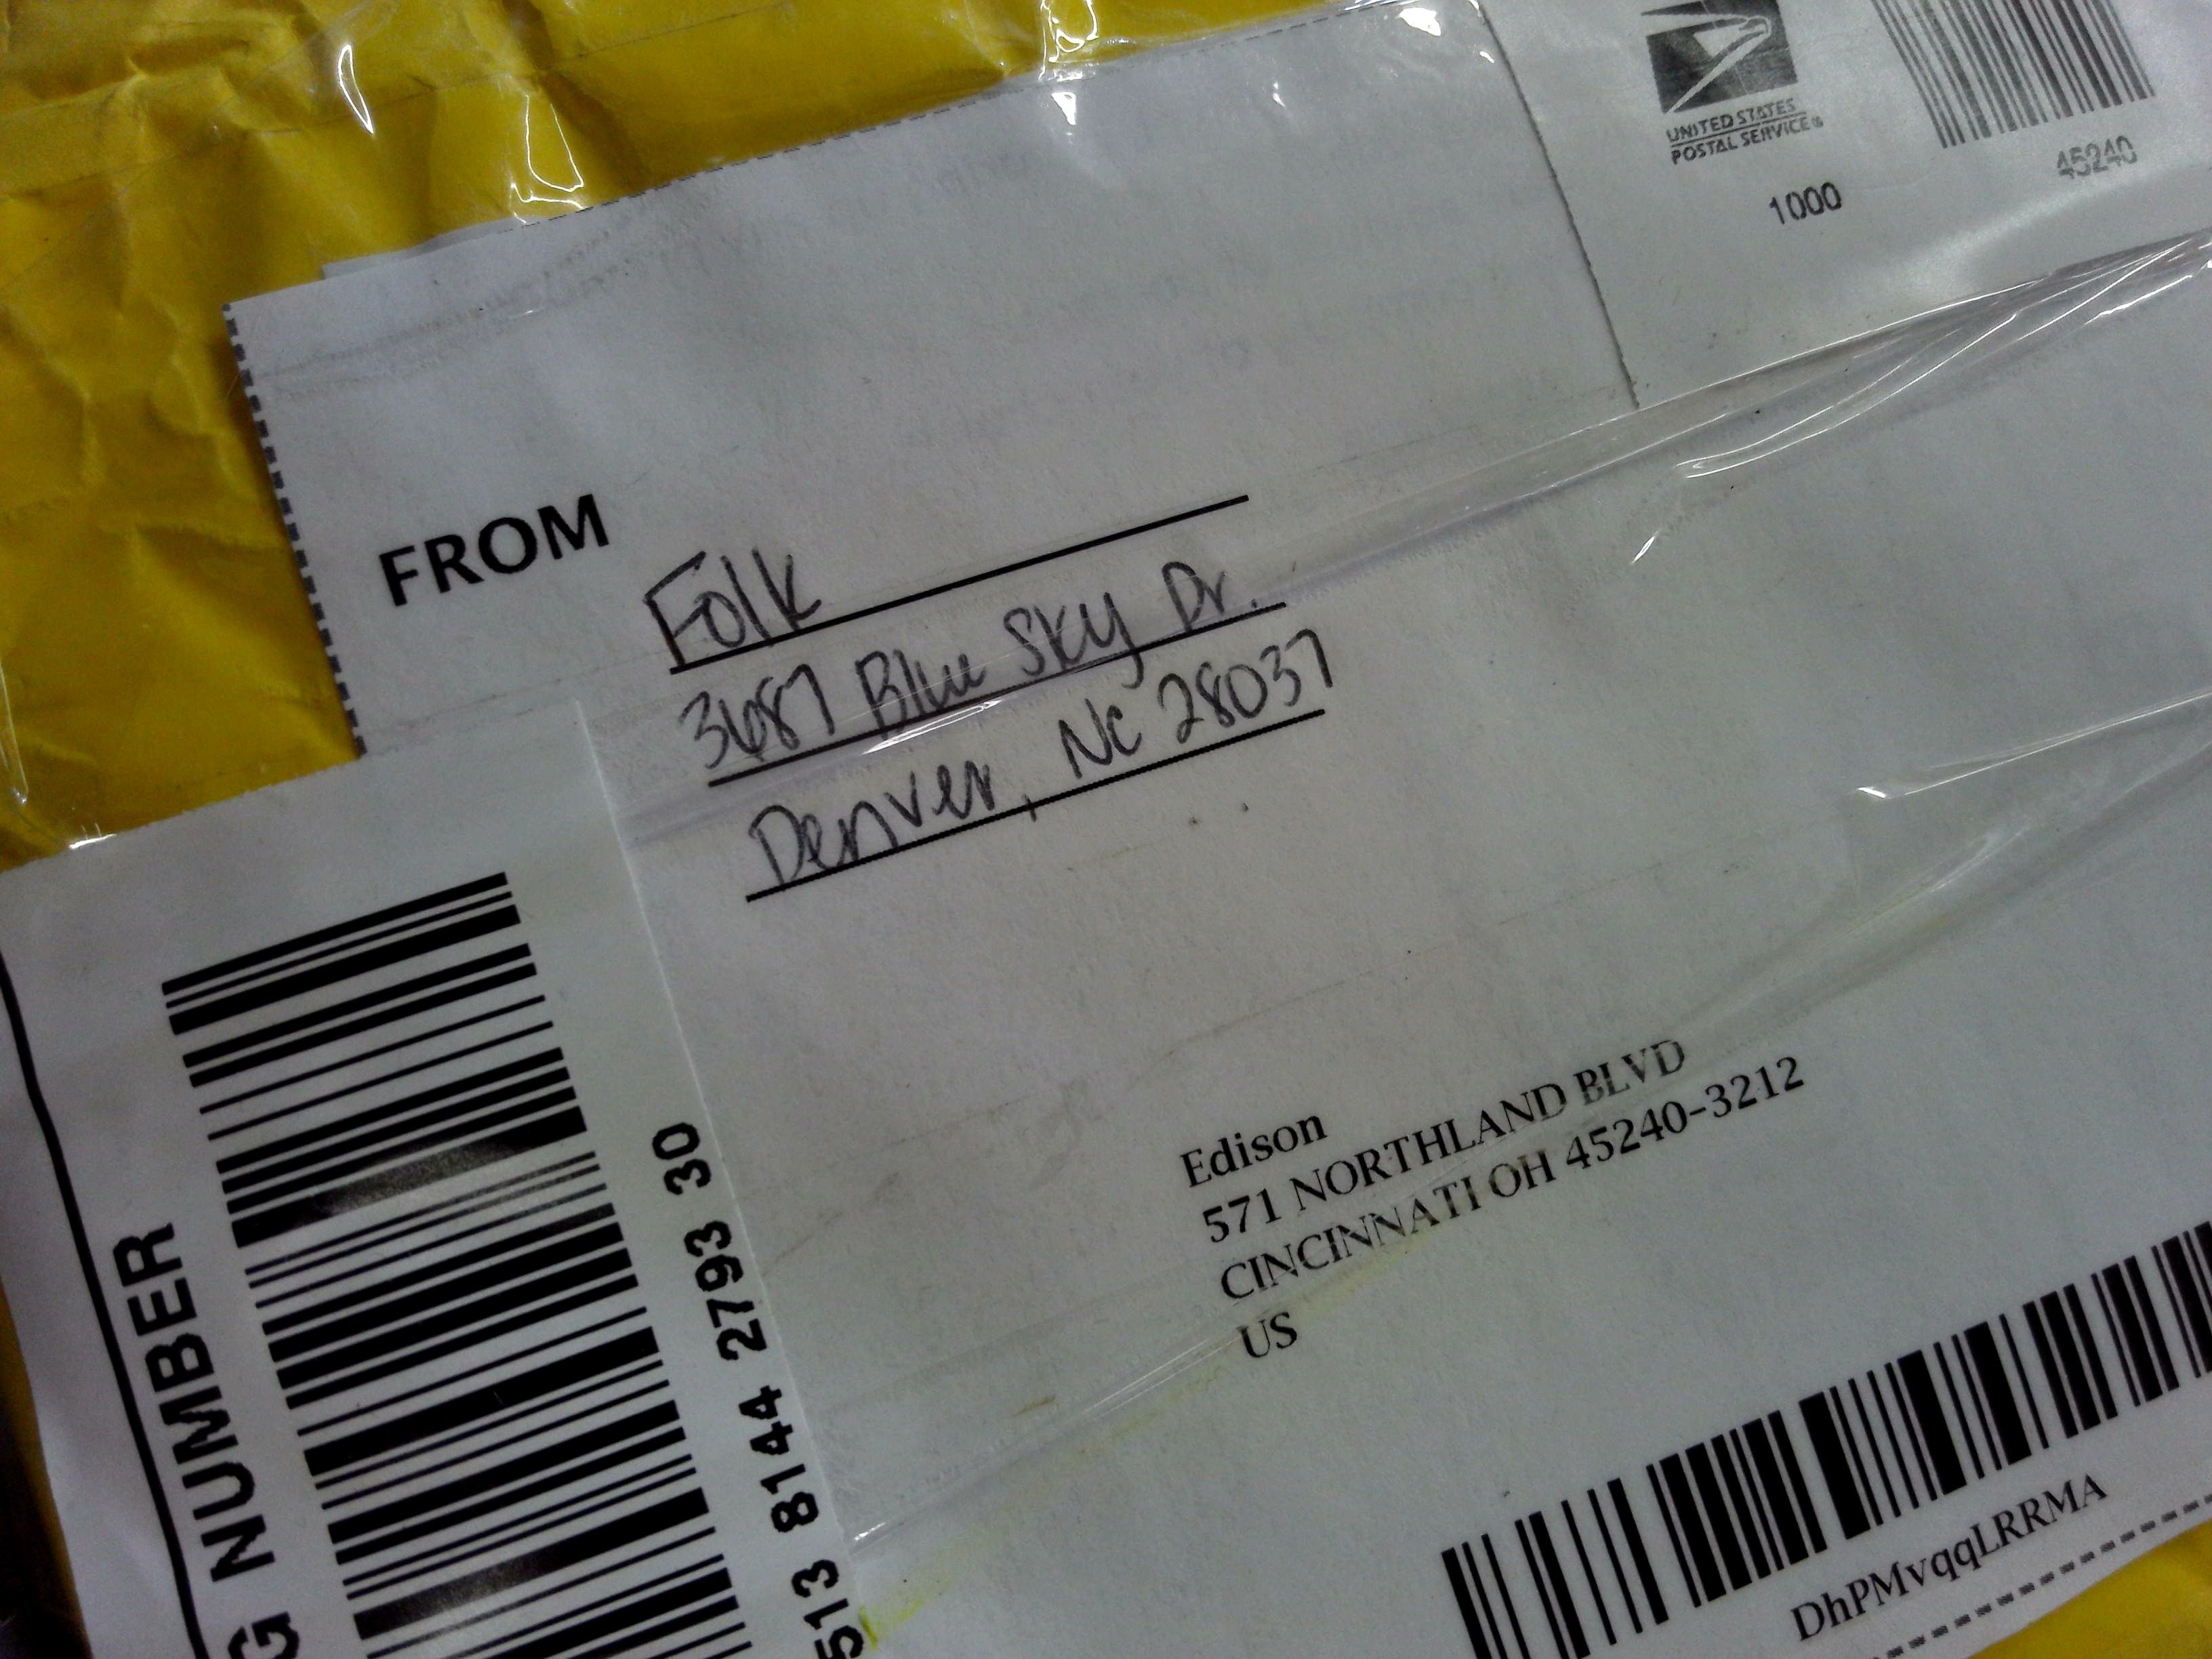 UNITED STATES
POSTAL SERVICE®
1000
45240
FROM
Folk
3687 Blue Sky Dr.
Denver, NC 28037
Edison
571 NORTHLAND BLVD
CINCINNATI OH 45240-3212
US
DhPMvqqLRRMA
G NUMBER
513 8144 2793 30